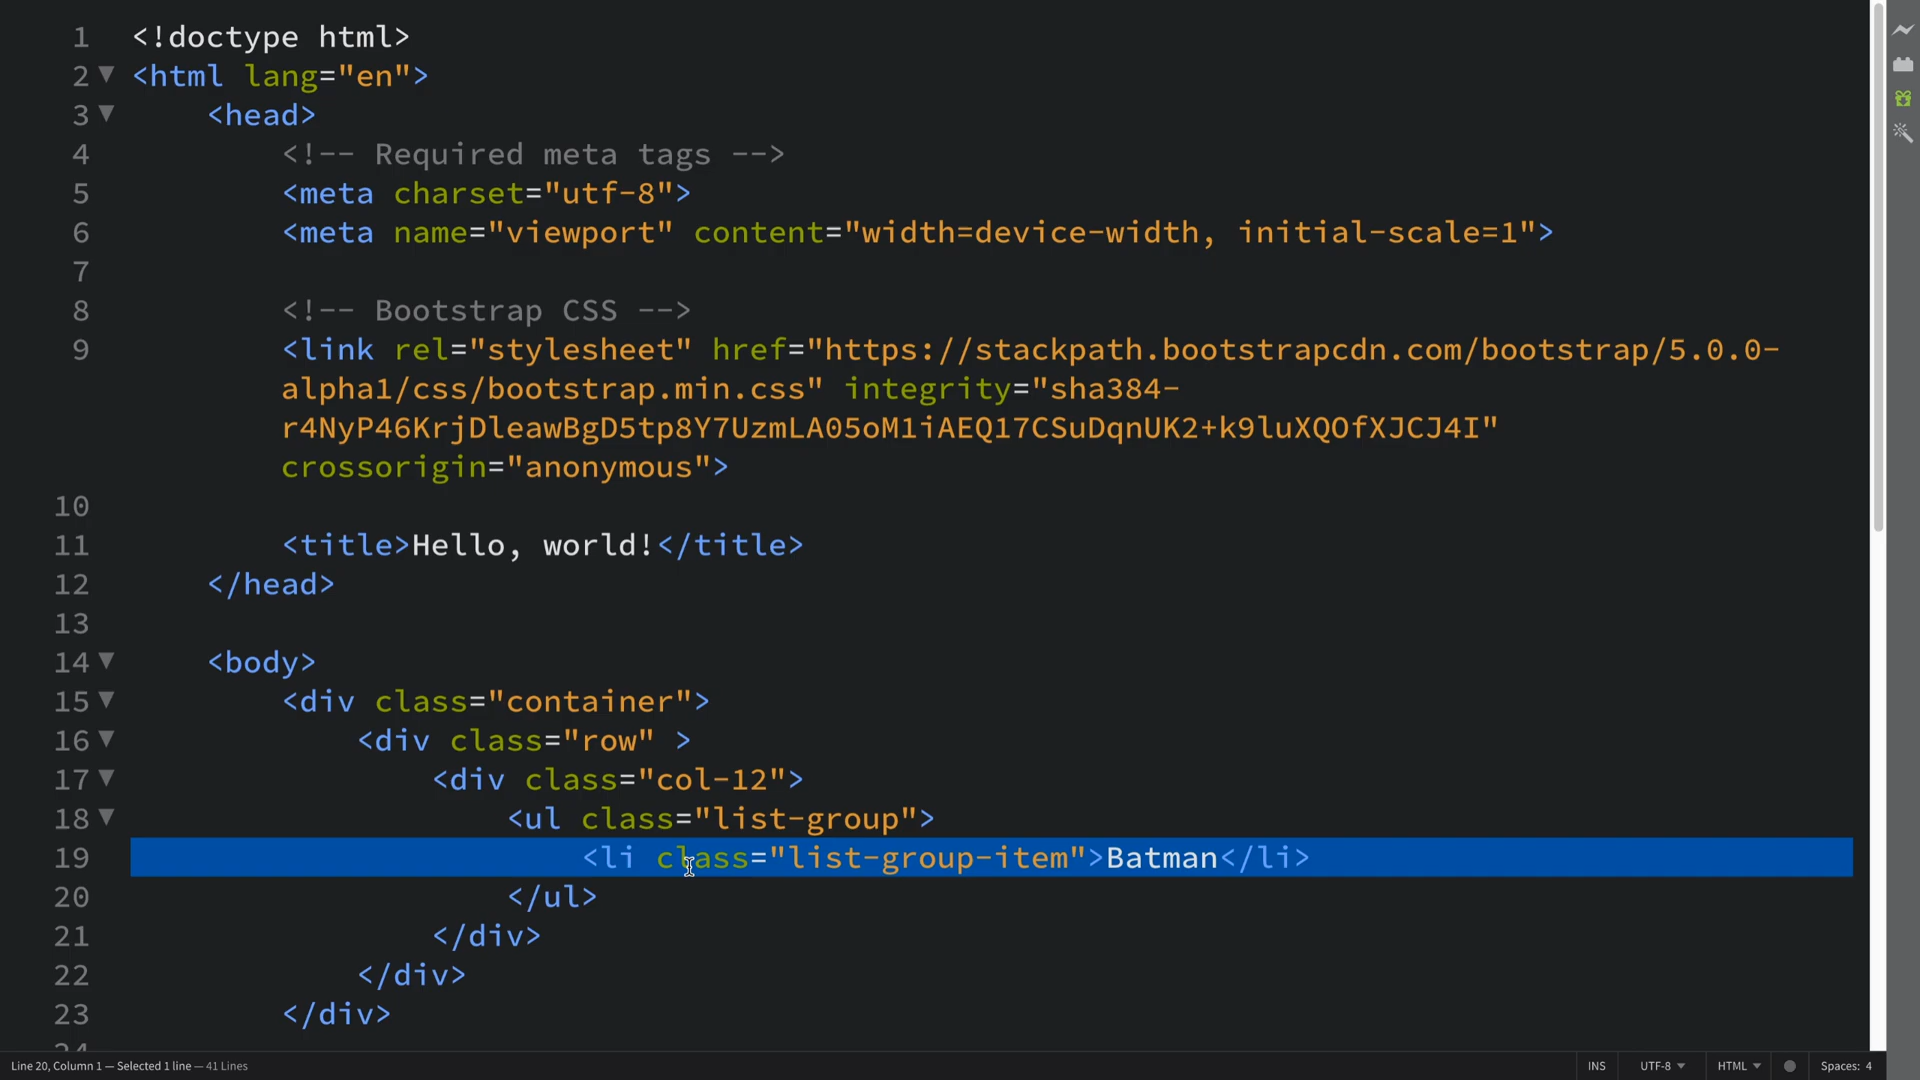 1 <!doctype html>
2 <html lang="en">
3 <head>
4 <!-- Required meta tags -->
5 <meta charset="utf-8">
6 <meta name="viewport" content="width=device-width, initial-scale=1">
7
8 <!-- Bootstrap CSS -->
9 <link rel="stylesheet" href="https://stackpath.bootstrapcdn.com/bootstrap/5.0.0-
alpha1/css/bootstrap.min.css" integrity="sha384-
r4NyP46KrjDleawBgD5tp8Y7UzmLA05oM1iAEQ17CSuDqnUK2+k9luXQOfXJCJ4I"
crossorigin="anonymous">
10
11 <title>Hello, world!</title>
12 </head>
13
14 <body>
15 <div class="container">
16 <div class="row" >
17 <div class="col-12">
18 <ul class="list-group">
19 <li class="list-group-item">Batman</li>
20 </ul>
21 </div>
22 </div>
23 </div>
24
Line 20, Column 1 — Selected 1 line — 41 Lines INS UTF-8 HTML Spaces: 4